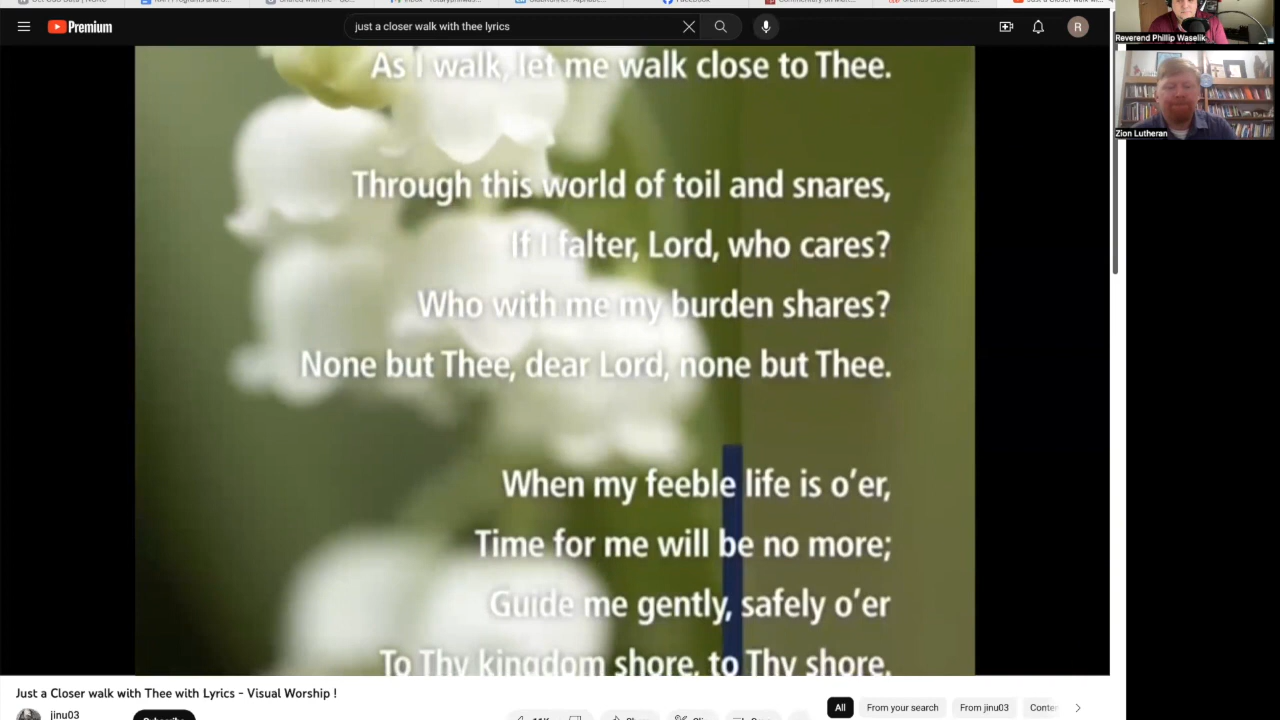 Premium
just a closer walk with thee lyrics
R
Reverend Phillip Waselik
Zion Lutheran
As I walk, let me walk close to Thee.
Through this world of toil and snares,
If I falter, Lord, who cares?
Who with me my burden shares?
None but Thee, dear Lord, none but Thee.
When my feeble life is o'er,
Time for me will be no more;
Guide me gently, safely o'er
To Thy kingdom shore, to Thy shore.
Just a Closer walk with Thee with Lyrics - Visual Worship !
jinu03
All
From your search
From jinu03